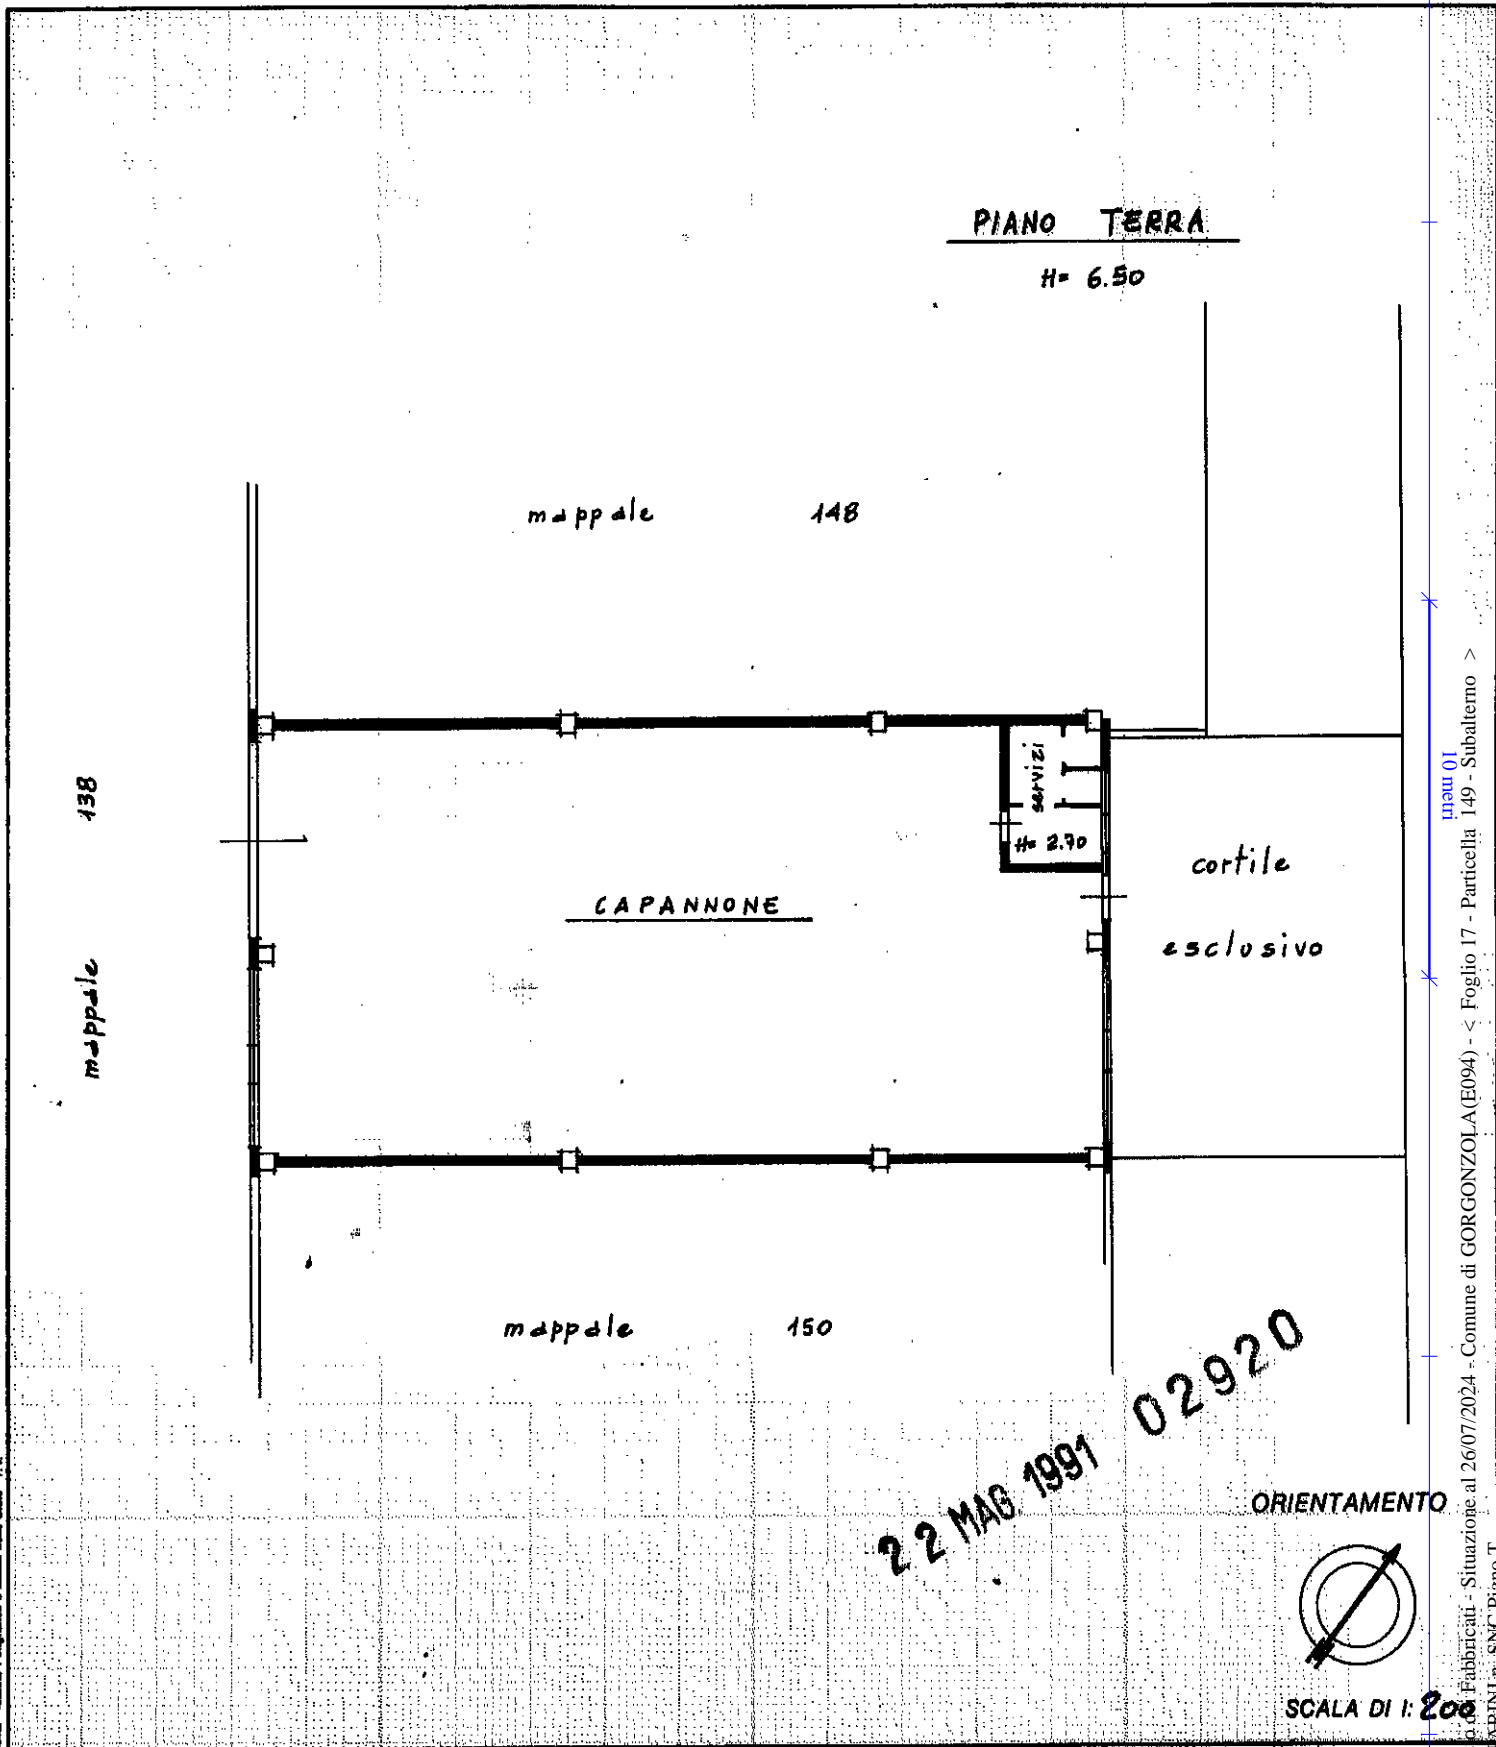 PIANO TERRA
H= 6.50
mappale 148
mappale 138
servizi
H= 2.70
CAPANNONE
cortile
esclusivo
mappale 150
22 MAG 1991 02920
ORIENTAMENTO
SCALA DI 1: 200
10 metri
Fabbricati - Situazione al 26/07/2024 - Comune di GORGONZOLA(E094) - < Foglio 17 - Particella 149 - Subalterno >
SNC Piano T